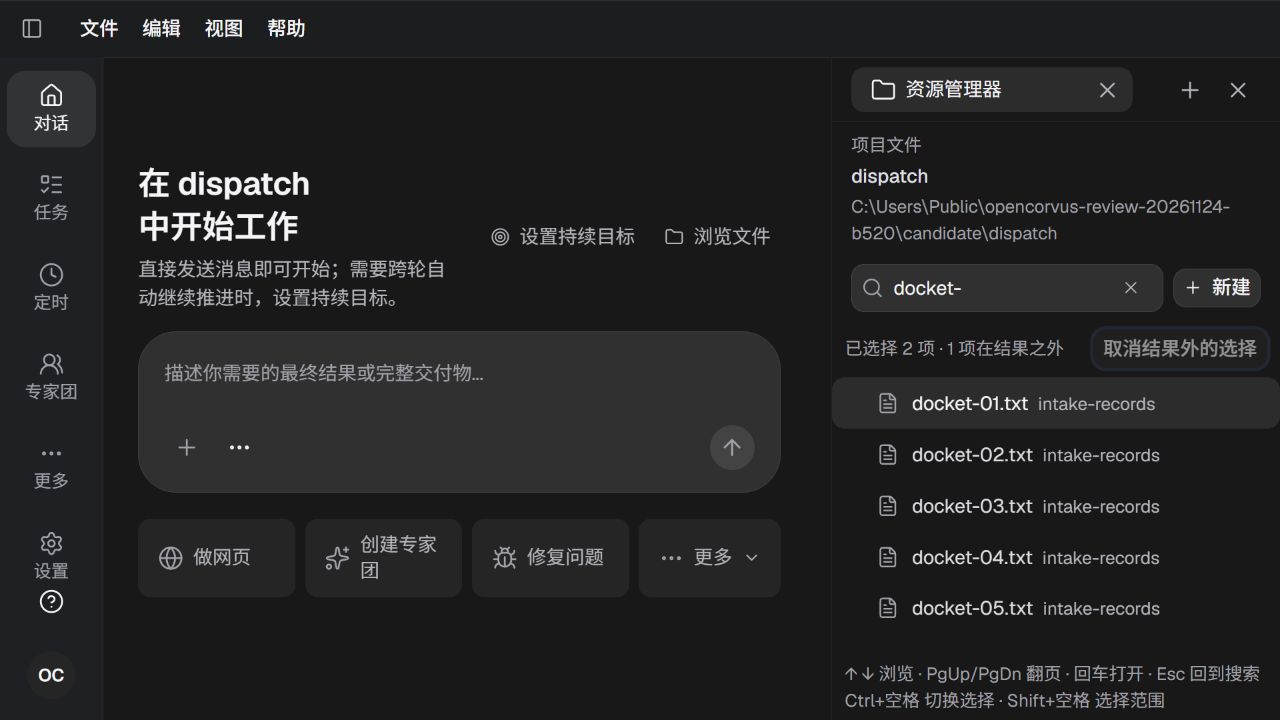 文件 编辑 视图 帮助
对话
任务
定时
专家团
更多
设置
OC
在 dispatch
中开始工作
直接发送消息即可开始；需要跨轮自
动继续推进时，设置持续目标。
设置持续目标
浏览文件
描述你需要的最终结果或完整交付物...
做网页
创建专家
团
修复问题
更多
资源管理器
项目文件
dispatch
C:\Users\Public\opencorvus-review-20261124-
b520\candidate\dispatch
docket-
新建
已选择 2 项 · 1 项在结果之外
取消结果外的选择
docket-01.txt intake-records
docket-02.txt intake-records
docket-03.txt intake-records
docket-04.txt intake-records
docket-05.txt intake-records
↑↓ 浏览 · PgUp/PgDn 翻页 · 回车打开 · Esc 回到搜索
Ctrl+空格 切换选择 · Shift+空格 选择范围